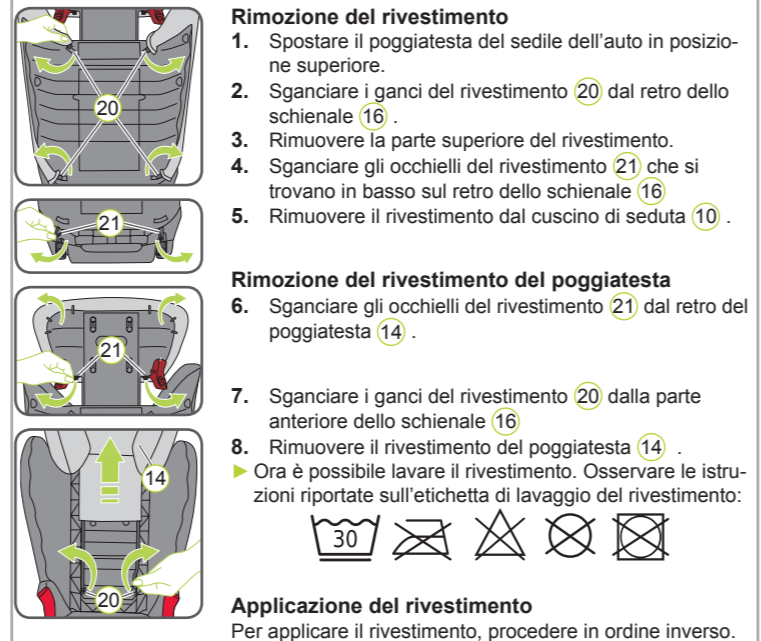 Rimozione del rivestimento
1. Spostare il poggiatesta del sedile dell'auto in posizio-
ne superiore.
2. Sganciare i ganci del rivestimento 20 dal retro dello
schienale 16 .
3. Rimuovere la parte superiore del rivestimento.
4. Sganciare gli occhielli del rivestimento 21 che si
trovano in basso sul retro dello schienale 16
5. Rimuovere il rivestimento dal cuscino di seduta 10 .
20
21
Rimozione del rivestimento del poggiatesta
6. Sganciare gli occhielli del rivestimento 21 dal retro del
poggiatesta 14 .
21
7. Sganciare i ganci del rivestimento 20 dalla parte
anteriore dello schienale 16
8. Rimuovere il rivestimento del poggiatesta 14 .
► Ora è possibile lavare il rivestimento. Osservare le istru-
zioni riportate sull'etichetta di lavaggio del rivestimento:
14
20
30
Applicazione del rivestimento
Per applicare il rivestimento, procedere in ordine inverso.